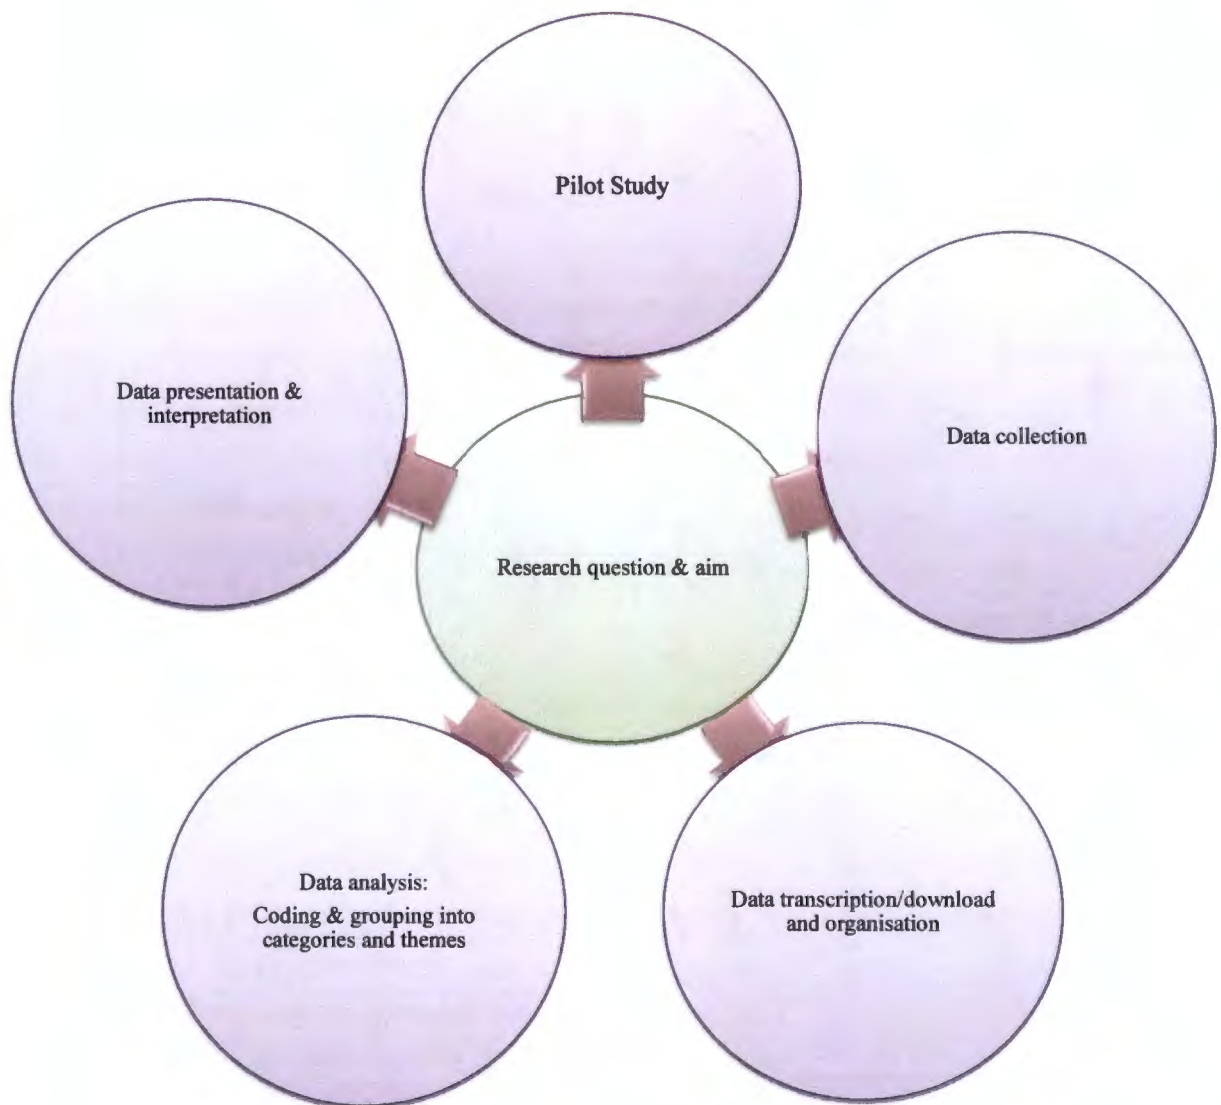 Pilot Study
Data presentation &
interpretation
Data collection
Research question & aim
Data analysis:
Coding & grouping into
categories and themes
Data transcription/download
and organisation